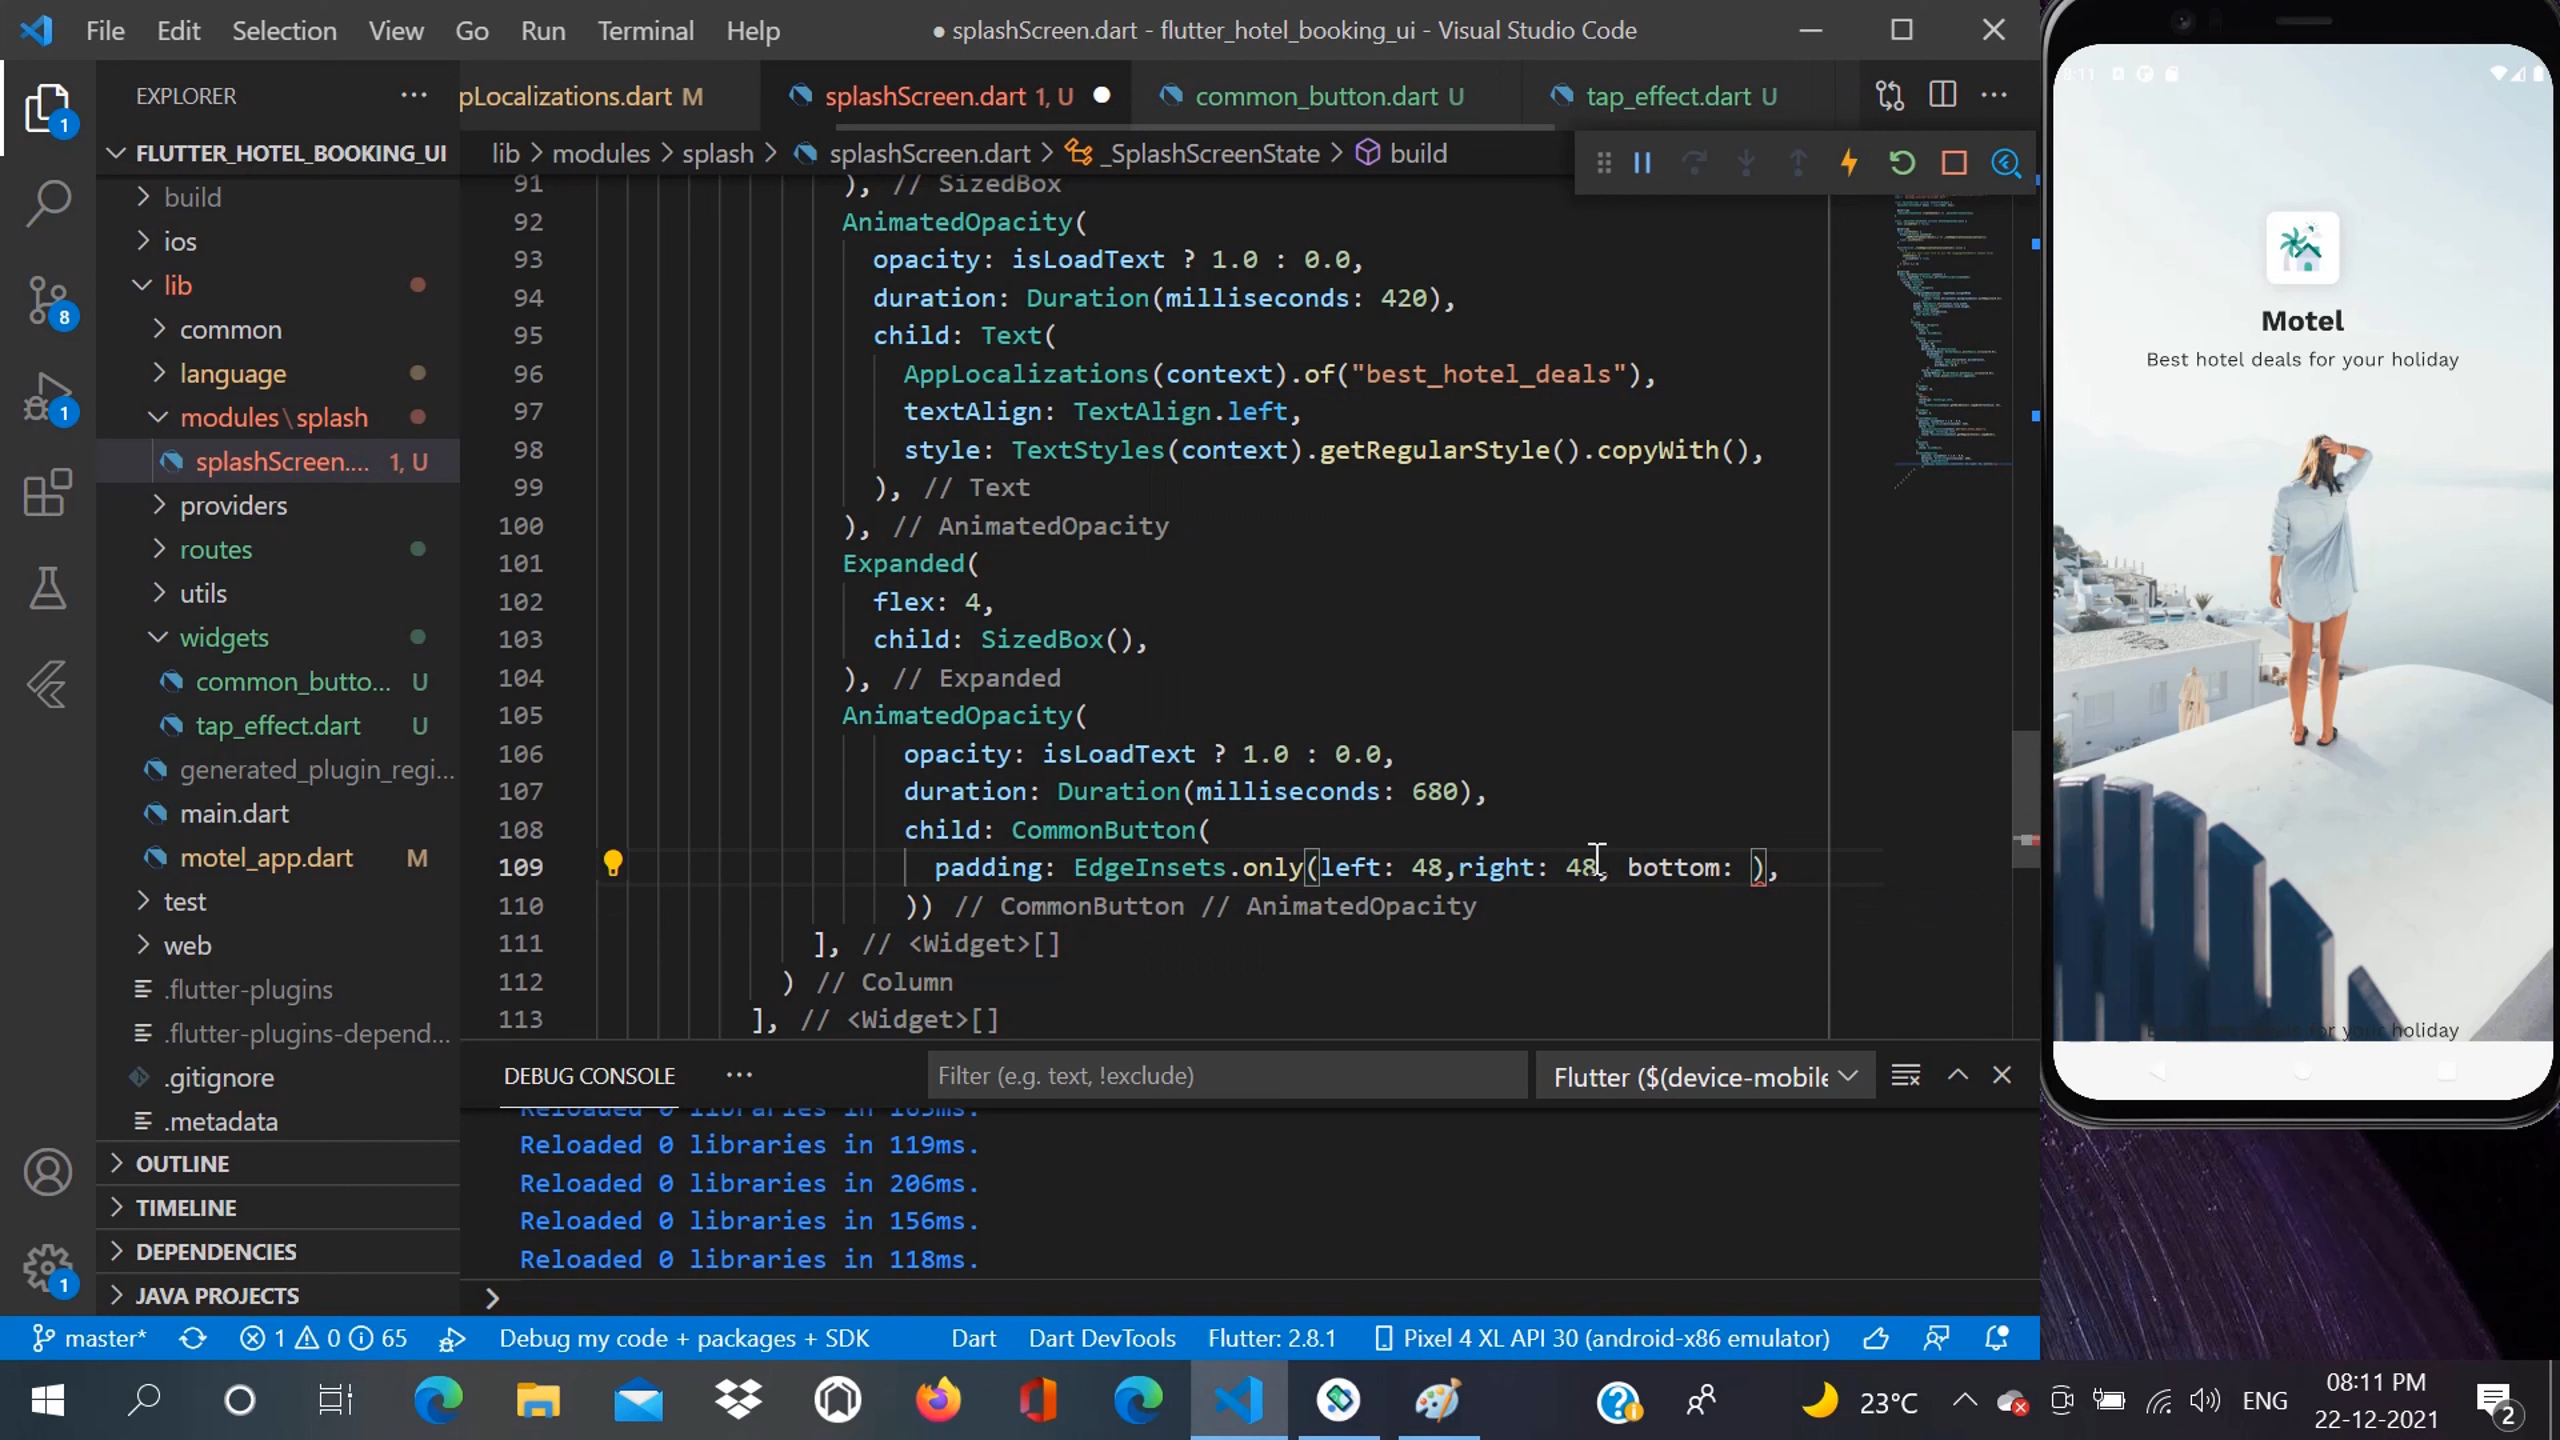 File Edit Selection View Go Run Terminal Help
● splashScreen.dart - flutter_hotel_booking_ui - Visual Studio Code
EXPLORER
pLocalizations.dart M
splashScreen.dart 1, U
common_button.dart U
tap_effect.dart U
FLUTTER_HOTEL_BOOKING_UI
lib > modules > splash > splashScreen.dart > _SplashScreenState > build
build
ios
lib
common
language
modules\splash
splashScreen.... 1, U
providers
routes
utils
widgets
common_butto... U
tap_effect.dart U
generated_plugin_regi...
main.dart
motel_app.dart M
test
web
.flutter-plugins
.flutter-plugins-depend...
.gitignore
.metadata
OUTLINE
TIMELINE
DEPENDENCIES
JAVA PROJECTS
91 ), // SizedBox
92 AnimatedOpacity(
93 opacity: isLoadText ? 1.0 : 0.0,
94 duration: Duration(milliseconds: 420),
95 child: Text(
96 AppLocalizations(context).of("best_hotel_deals"),
97 textAlign: TextAlign.left,
98 style: TextStyles(context).getRegularStyle().copyWith(),
99 ), // Text
100 ), // AnimatedOpacity
101 Expanded(
102 flex: 4,
103 child: SizedBox(),
104 ), // Expanded
105 AnimatedOpacity(
106 opacity: isLoadText ? 1.0 : 0.0,
107 duration: Duration(milliseconds: 680),
108 child: CommonButton(
109 padding: EdgeInsets.only(left: 48,right: 48, bottom: ),
110 )) // CommonButton // AnimatedOpacity
111 ], // <Widget>[]
112 ) // Column
113 ], // <Widget>[]
DEBUG CONSOLE
Filter (e.g. text, !exclude)
Flutter ($(device-mobile
Reloaded 0 libraries in 119ms.
Reloaded 0 libraries in 206ms.
Reloaded 0 libraries in 156ms.
Reloaded 0 libraries in 118ms.
master* 1 0 65 Debug my code + packages + SDK Dart Dart DevTools Flutter: 2.8.1 Pixel 4 XL API 30 (android-x86 emulator)
1
8
1
1
8:11
Motel
Best hotel deals for your holiday
for your holiday
23°C ENG
08:11 PM
22-12-2021
2